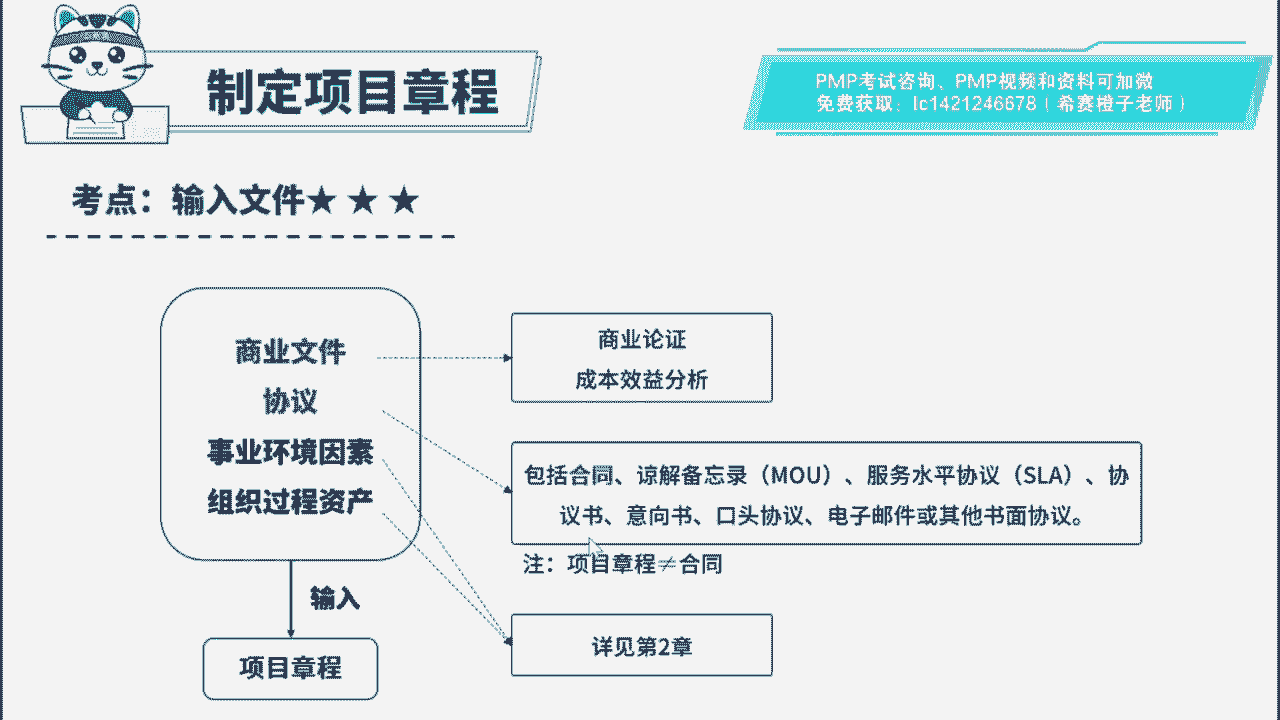 制定项目章程
PMP考试咨询、PMP视频和资料可加微
免费获取：lc1421246678（希赛橙子老师）
考点：输入文件★ ★ ★
商业文件
协议
事业环境因素
组织过程资产
商业论证
成本效益分析
包括合同、谅解备忘录（MOU）、服务水平协议（SLA）、协
议书、意向书、口头协议、电子邮件或其他书面协议。
注：项目章程≠合同
输入
项目章程
详见第2章